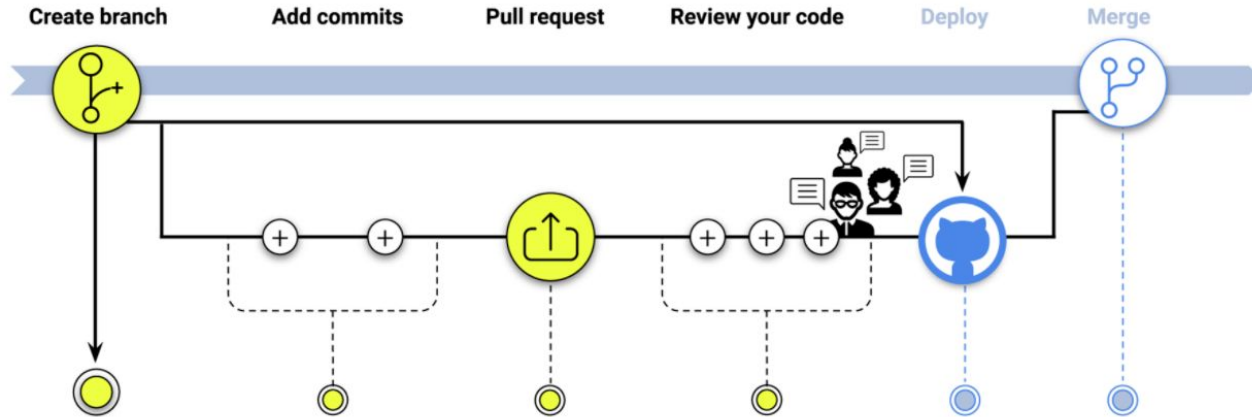 Create branch
Add commits
Pull request
Review your code
Deploy
Merge